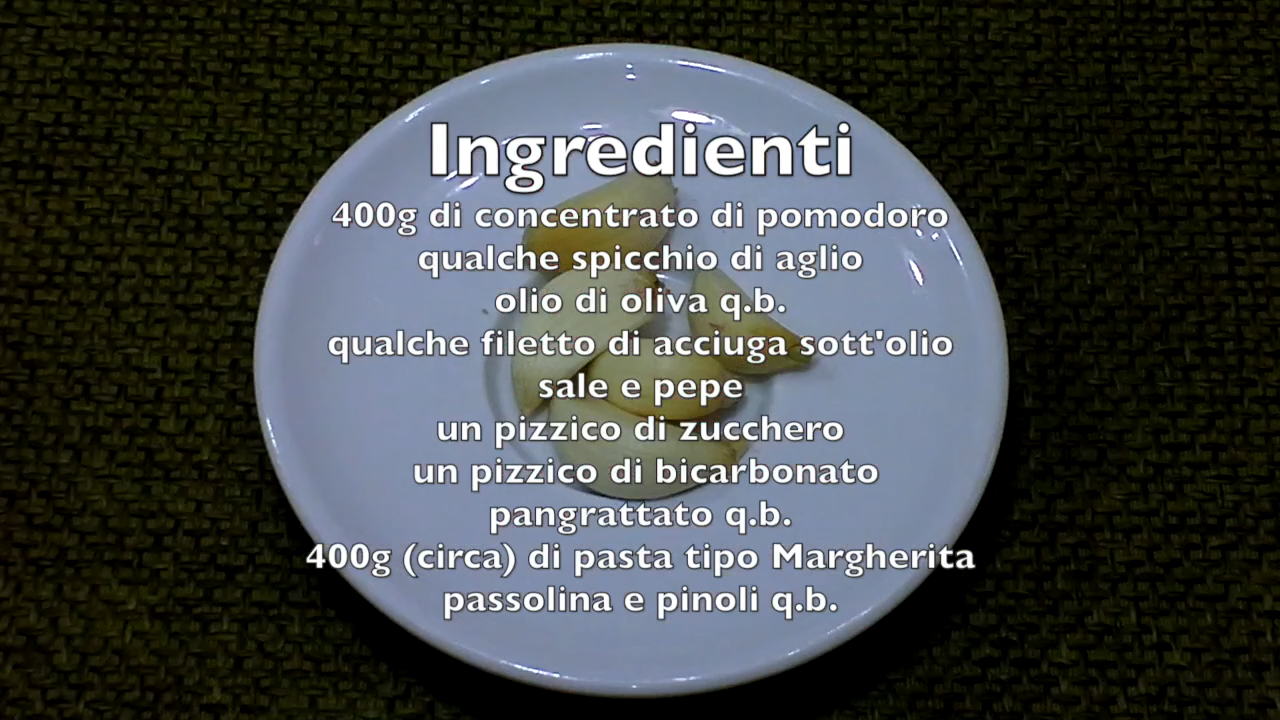 Ingredienti
400g di concentrato di pomodoro
qualche spicchio di aglio
olio di oliva q.b.
qualche filetto di acciuga sott'olio
sale e pepe
un pizzico di zucchero
un pizzico di bicarbonato
pangrattato q.b.
400g (circa) di pasta tipo Margherita
passolina e pinoli q.b.